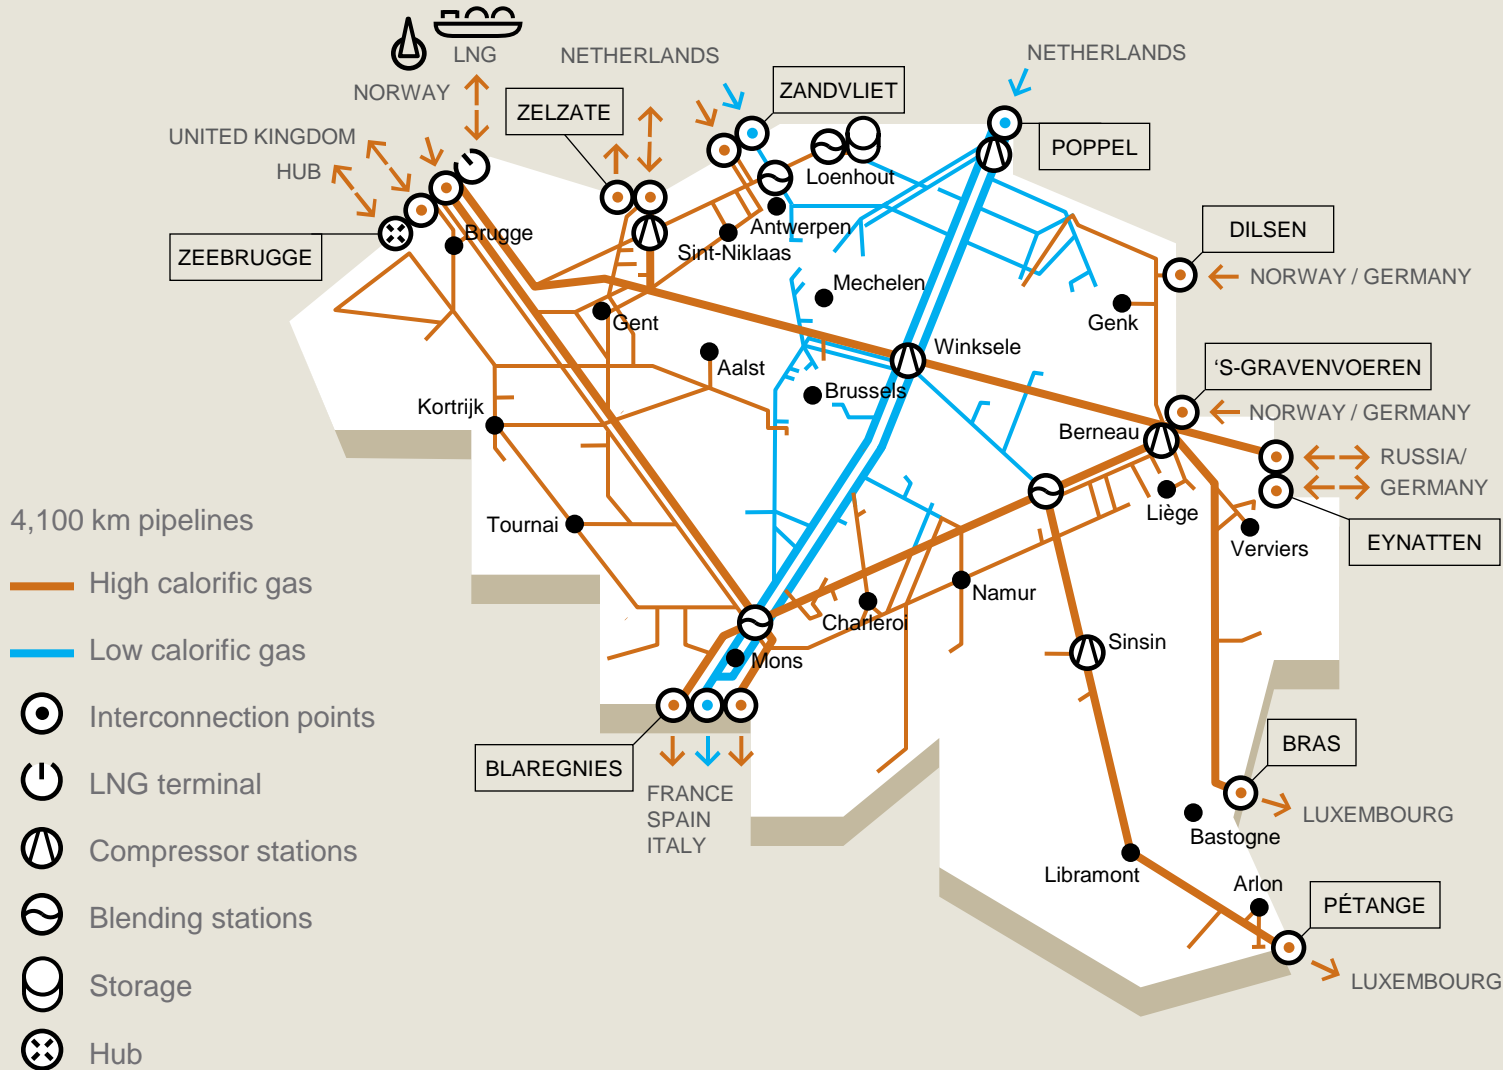 LNG
NETHERLANDS
NETHERLANDS
NORWAY
ZANDVLIET
ZELZATE
UNITED KINGDOM
POPPEL
HUB
Loenhout
ZEEBRUGGE
Brugge
Antwerpen
Sint-Niklaas
DILSEN
NORWAY / GERMANY
Mechelen
Genk
Gent
Winksele
Aalst
Brussels
'S-GRAVENVOEREN
Kortrijk
NORWAY / GERMANY
Berneau
RUSSIA/
GERMANY
Liège
Tournai
Verviers
EYNATTEN
4,100 km pipelines
High calorific gas
Low calorific gas
Interconnection points
LNG terminal
Compressor stations
Blending stations
Storage
Hub
Namur
Charleroi
Sinsin
Mons
BLAREGNIES
FRANCE
SPAIN
ITALY
BRAS
LUXEMBOURG
Bastogne
Libramont
Arlon
PÉTANGE
LUXEMBOURG